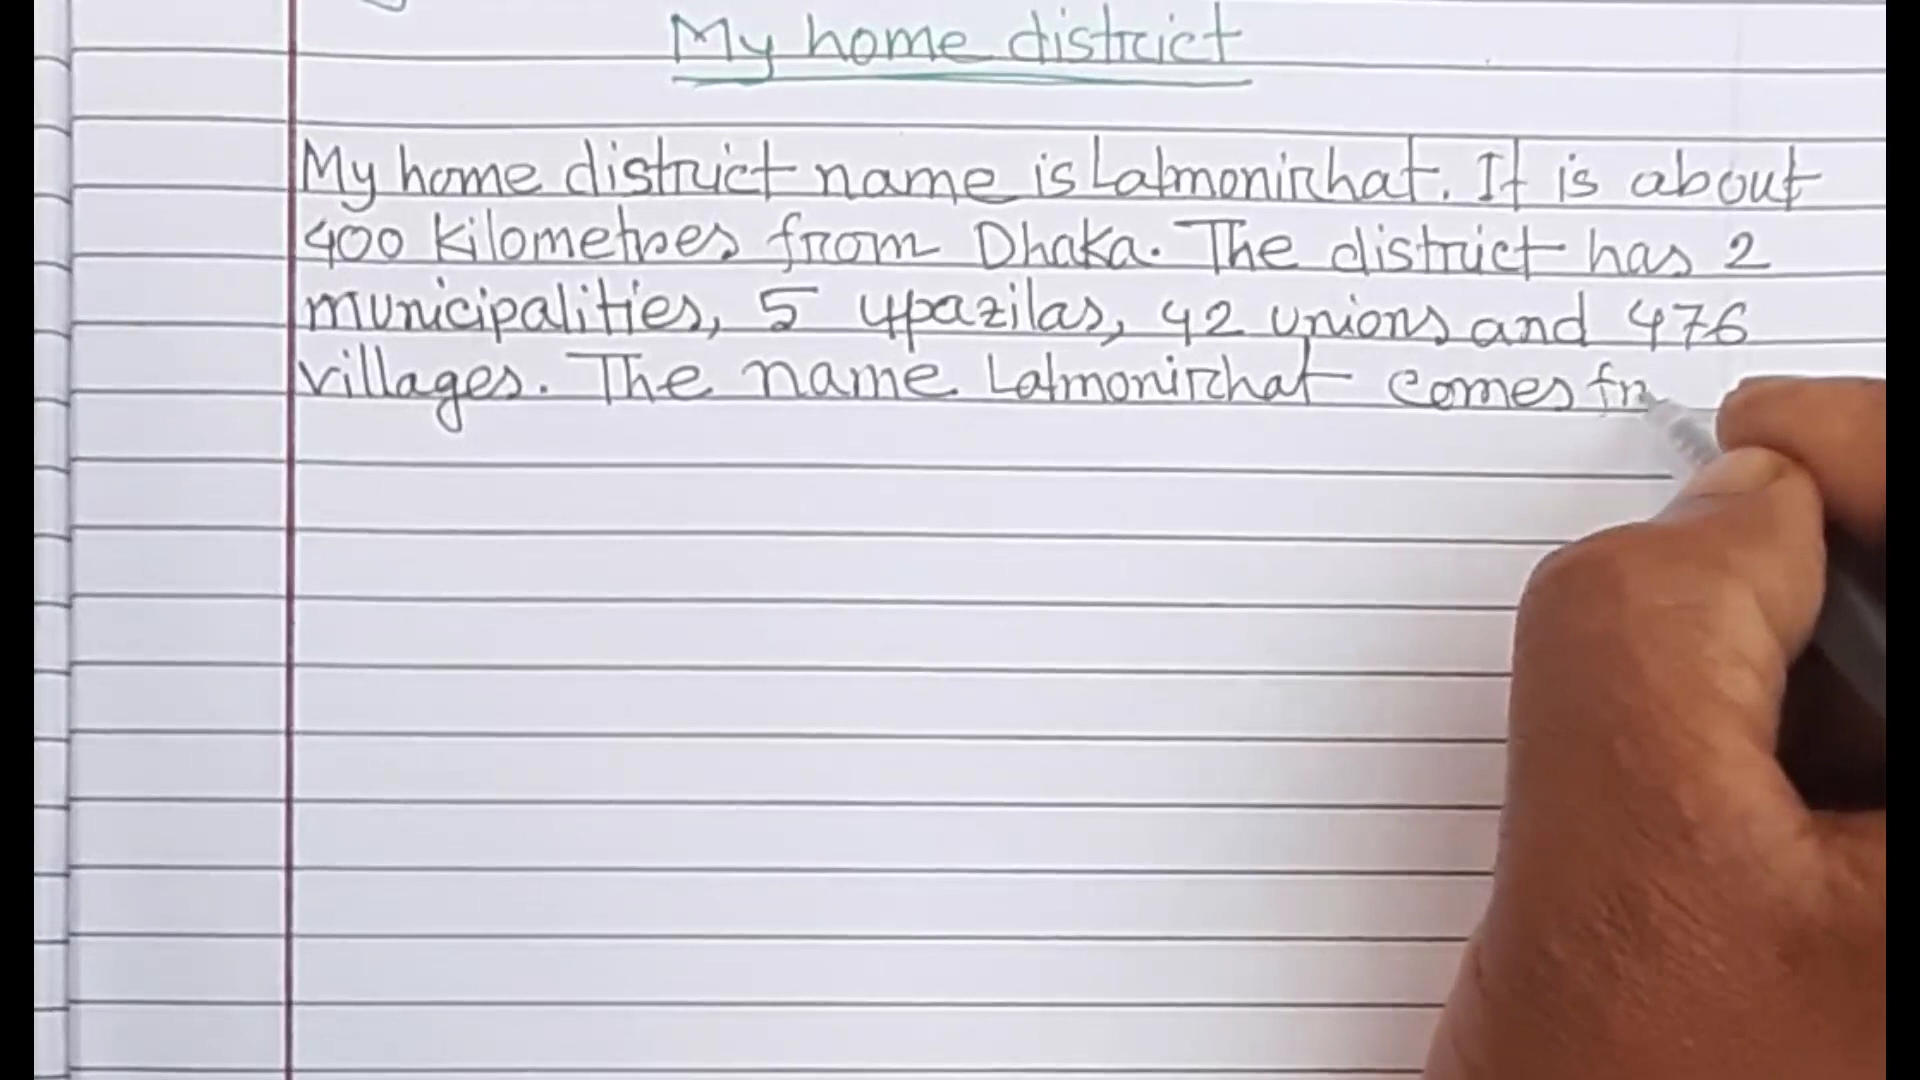 My home district
My home district name is Lalmonirhat. It is about
400 kilometres from Dhaka. The district has 2
municipalities, 5 upazilas, 42 unions and 476
villages. The name Lalmonirhat comes fr